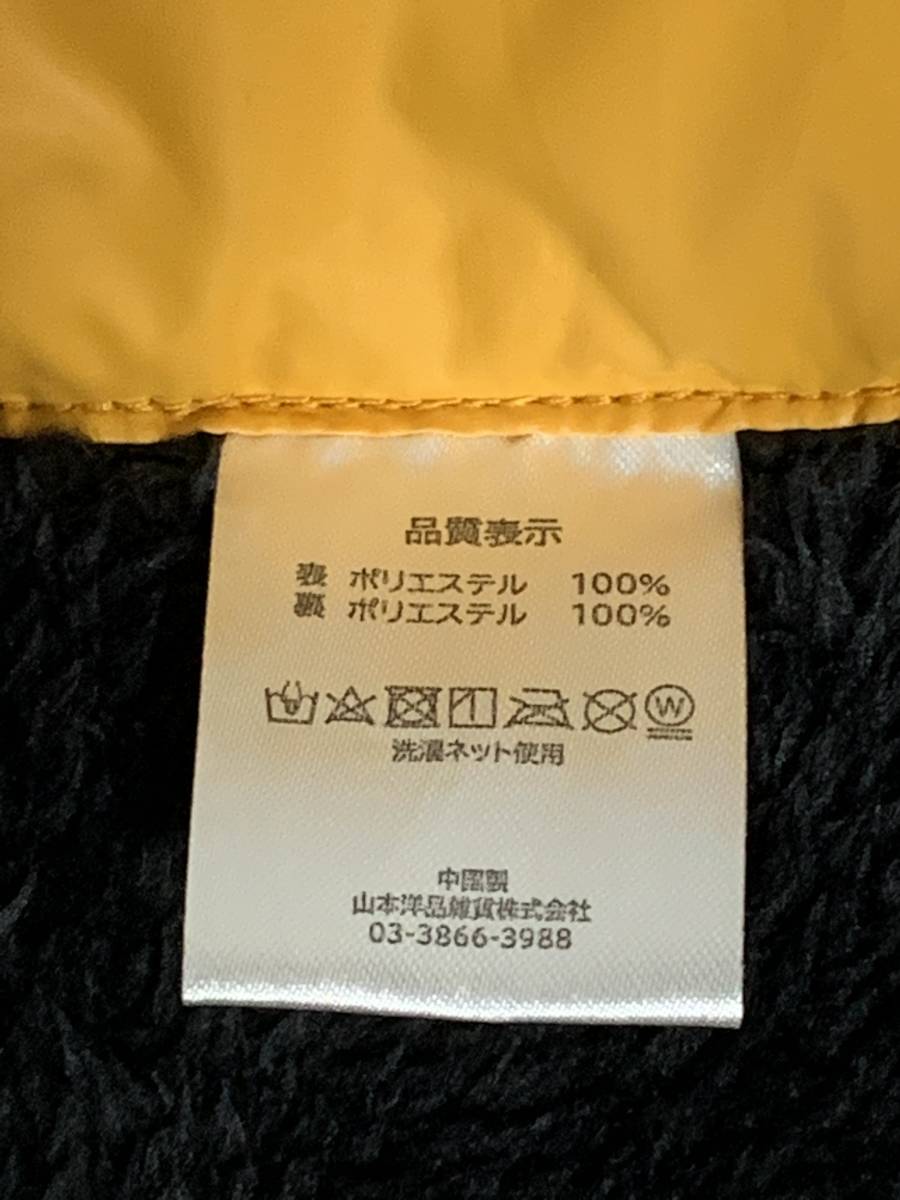 品質表示
表 ポリエステル 100%
裏 ポリエステル 100%
W
洗濯ネット使用
中国製
山本洋品雑貨株式会社
03-3866-3988